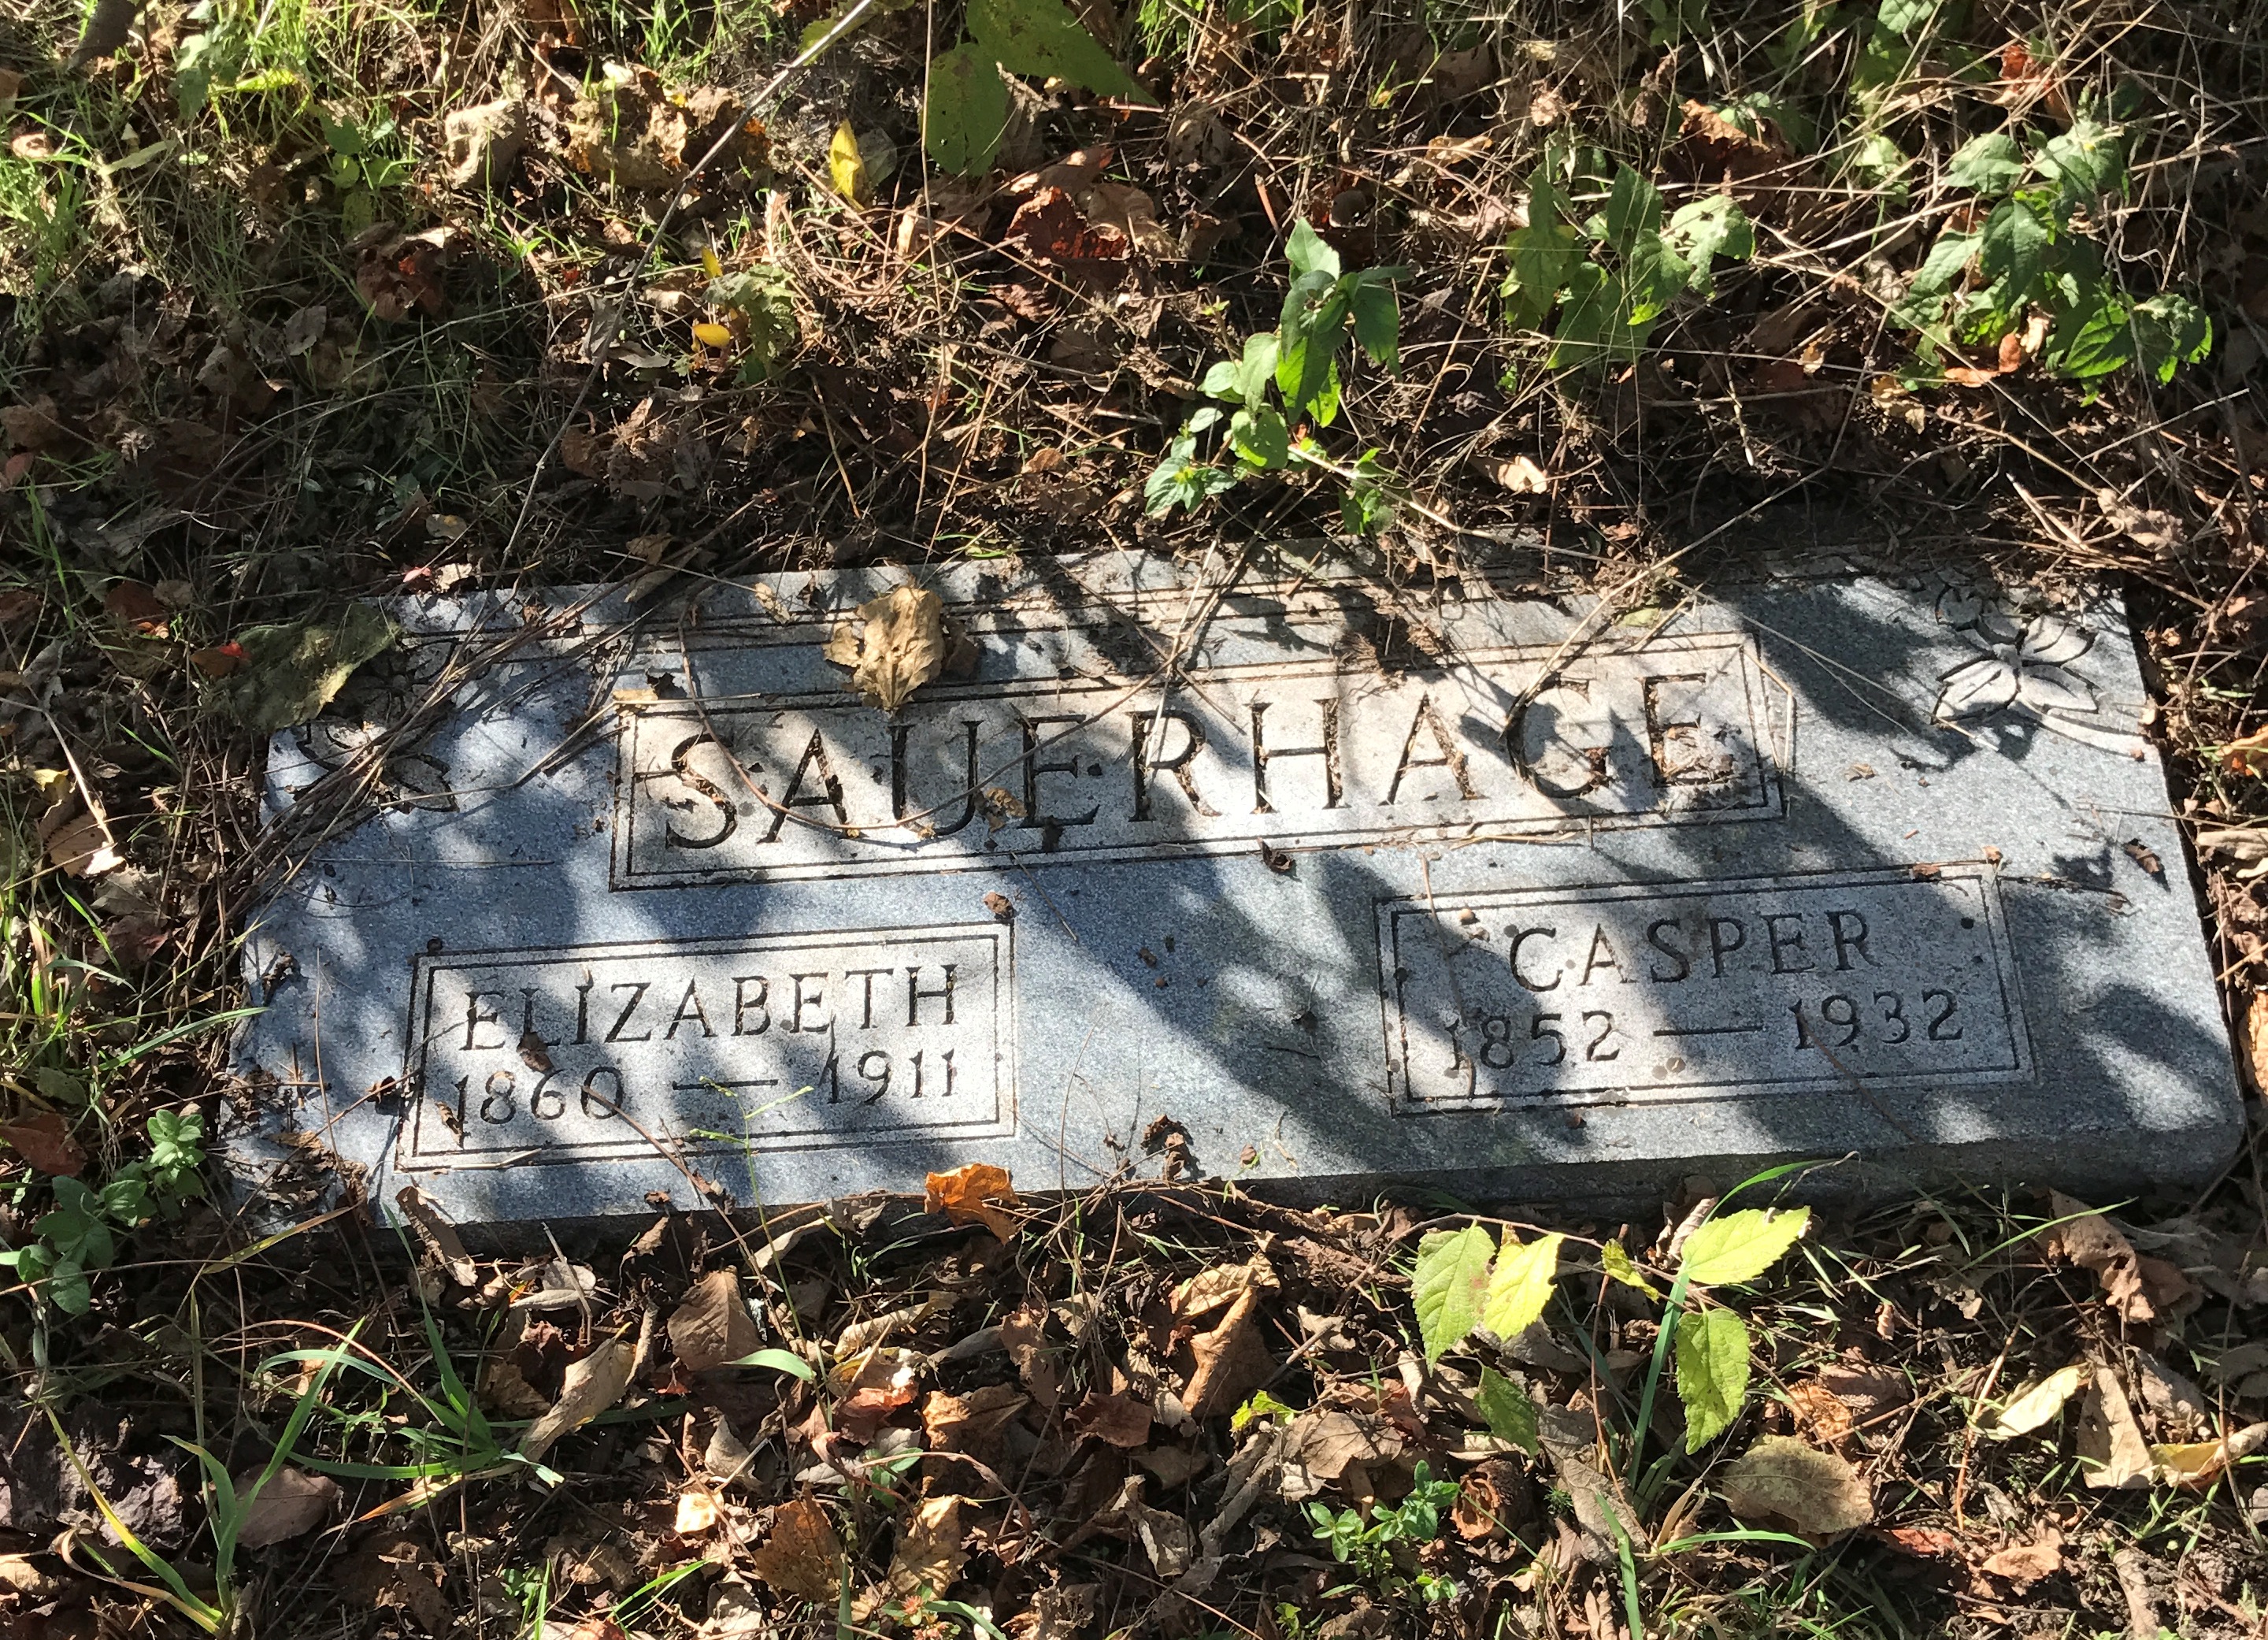 SAUERHAGE
ELIZABETH
1860 — 1911
CASPER
1852 — 1932